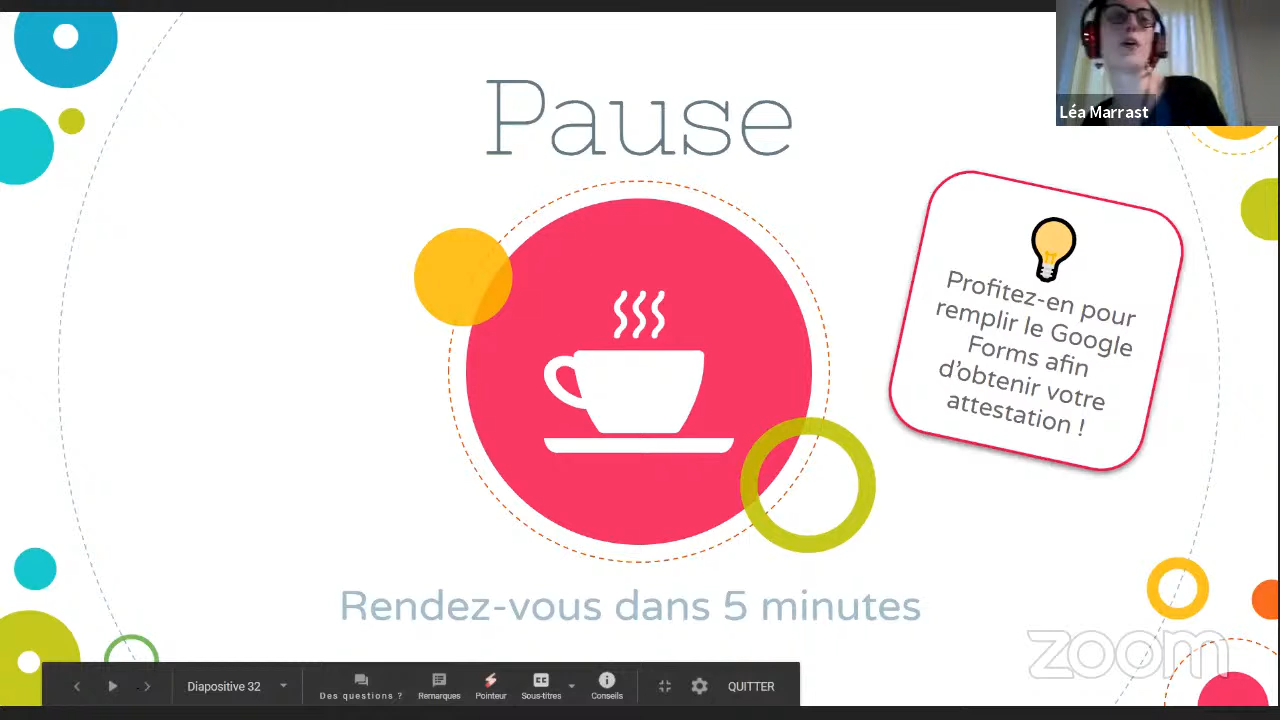 Pause
Léa Marrast
Profitez-en pour
remplir le Google
Forms afin
d'obtenir votre
attestation !
Rendez-vous dans 5 minutes
zoom
Diapositive 32
Des questions ?
Remarques
Pointeur
CC
Sous-titres
Conseils
QUITTER